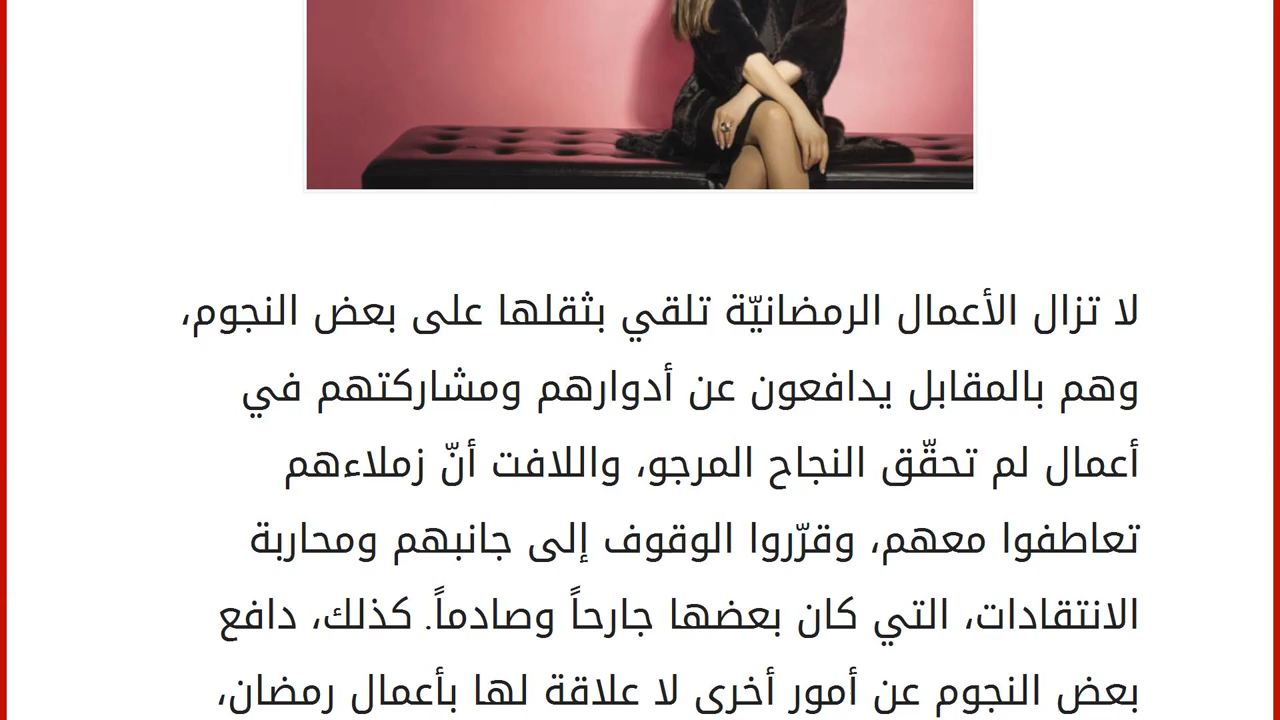 لا تزال الأعمال الرمضانيّة تلقي بثقلها على بعض النجوم،
وهم بالمقابل يدافعون عن أدوارهم ومشاركتهم في
أعمال لم تحقّق النجاح المرجو، واللافت أنّ زملاءهم
تعاطفوا معهم، وقرّروا الوقوف إلى جانبهم ومحاربة
الانتقادات، التي كان بعضها جارحاً وصادماً. كذلك، دافع
بعض النجوم عن أمور أخرى لا علاقة لها بأعمال رمضان،